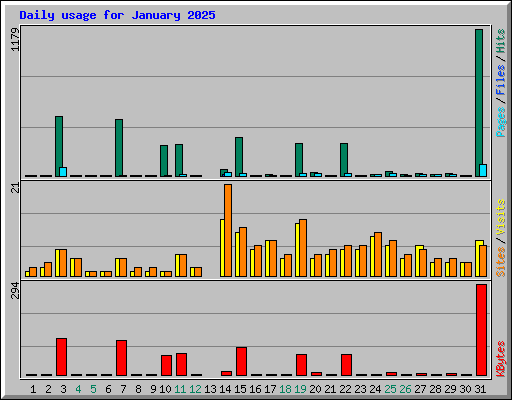 Daily usage for January 2025
1179
Pages / Files / Hits
21
Sites / Visits
294
KBytes
1 2 3 4 5 6 7 8 9 10 11 12 13 14 15 16 17 18 19 20 21 22 23 24 25 26 27 28 29 30 31